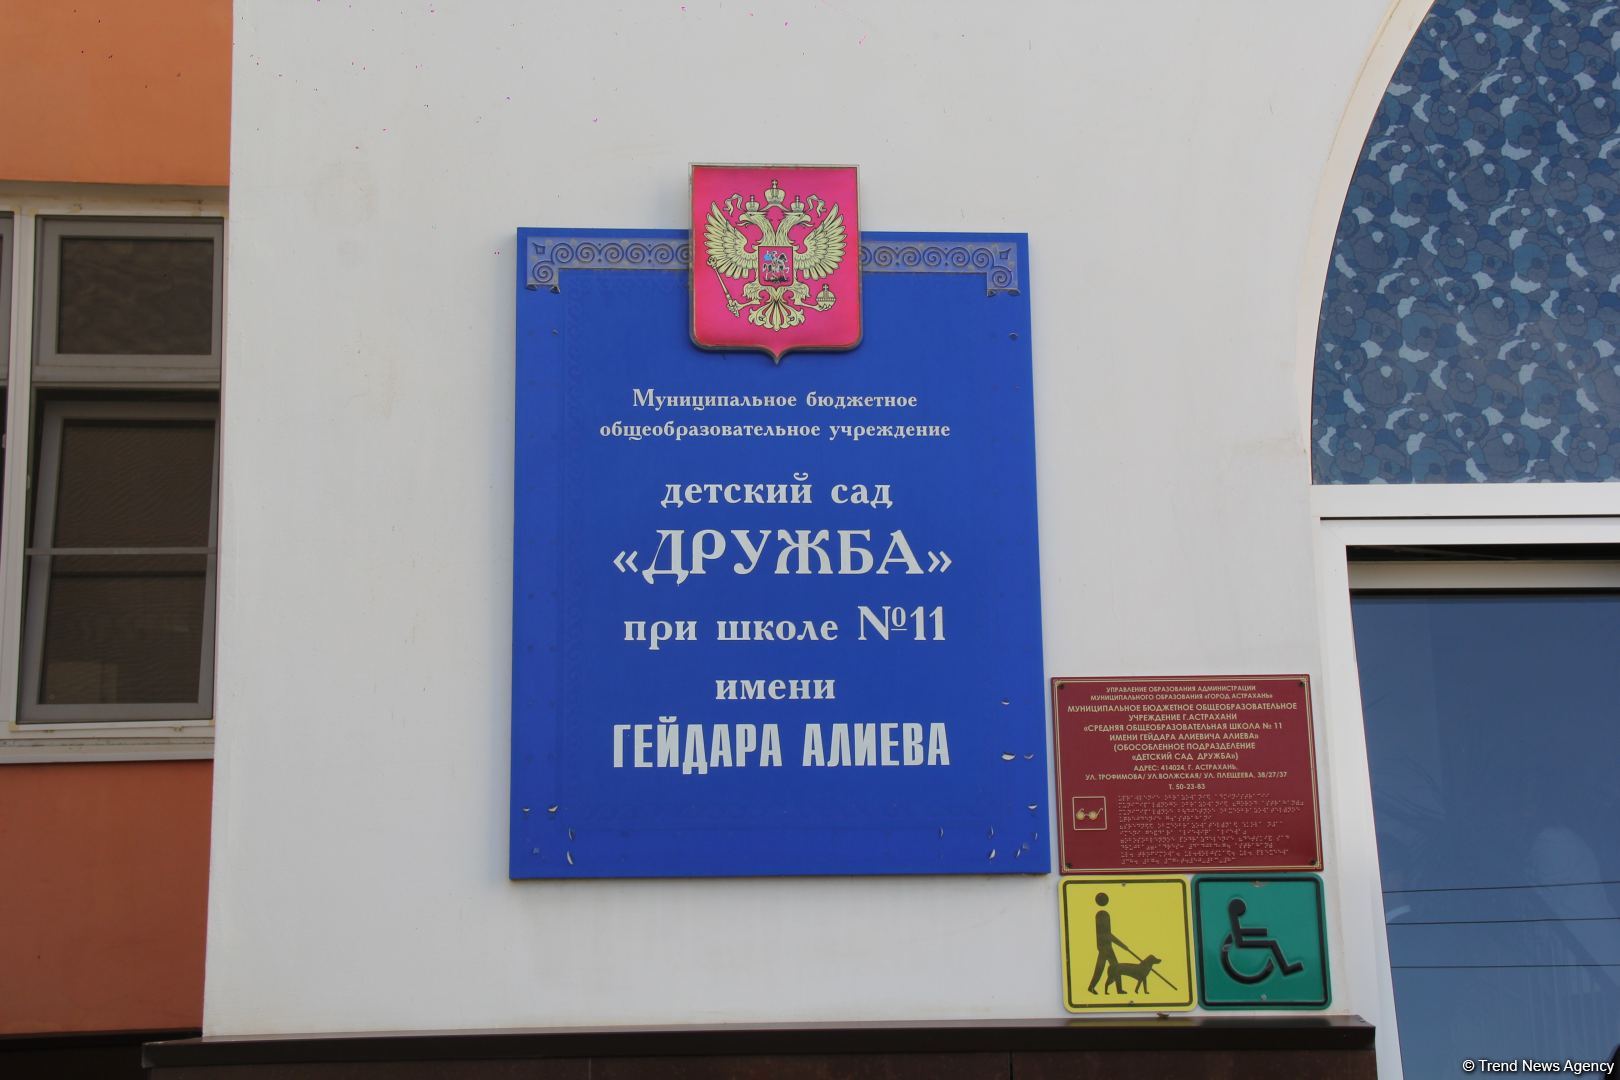 Муниципальное бюджетное
общеобразовательное учреждение
детский сад
«ДРУЖБА»
при школе №11
имени
ГЕЙДАРА АЛИЕВА
УПРАВЛЕНИЕ ОБРАЗОВАНИЯ АДМИНИСТРАЦИИ
МУНИЦИПАЛЬНОГО ОБРАЗОВАНИЯ «ГОРОД АСТРАХАНЬ»
МУНИЦИПАЛЬНОЕ БЮДЖЕТНОЕ ОБЩЕОБРАЗОВАТЕЛЬНОЕ
УЧРЕЖДЕНИЕ Г.АСТРАХАНИ
«СРЕДНЯЯ ОБЩЕОБРАЗОВАТЕЛЬНАЯ ШКОЛА № 11
ИМЕНИ ГЕЙДАРА АЛИЕВИЧА АЛИЕВА»
(ОБОСОБЛЕННОЕ ПОДРАЗДЕЛЕНИЕ
«ДЕТСКИЙ САД ДРУЖБА»)
АДРЕС: 414024, Г. АСТРАХАНЬ,
УЛ. ТРОФИМОВА/ УЛ.ВОЛЖСКАЯ/ УЛ. ПЛЕЩЕЕВА, 38/27/37
Т. 50-23-83
© Trend News Agency